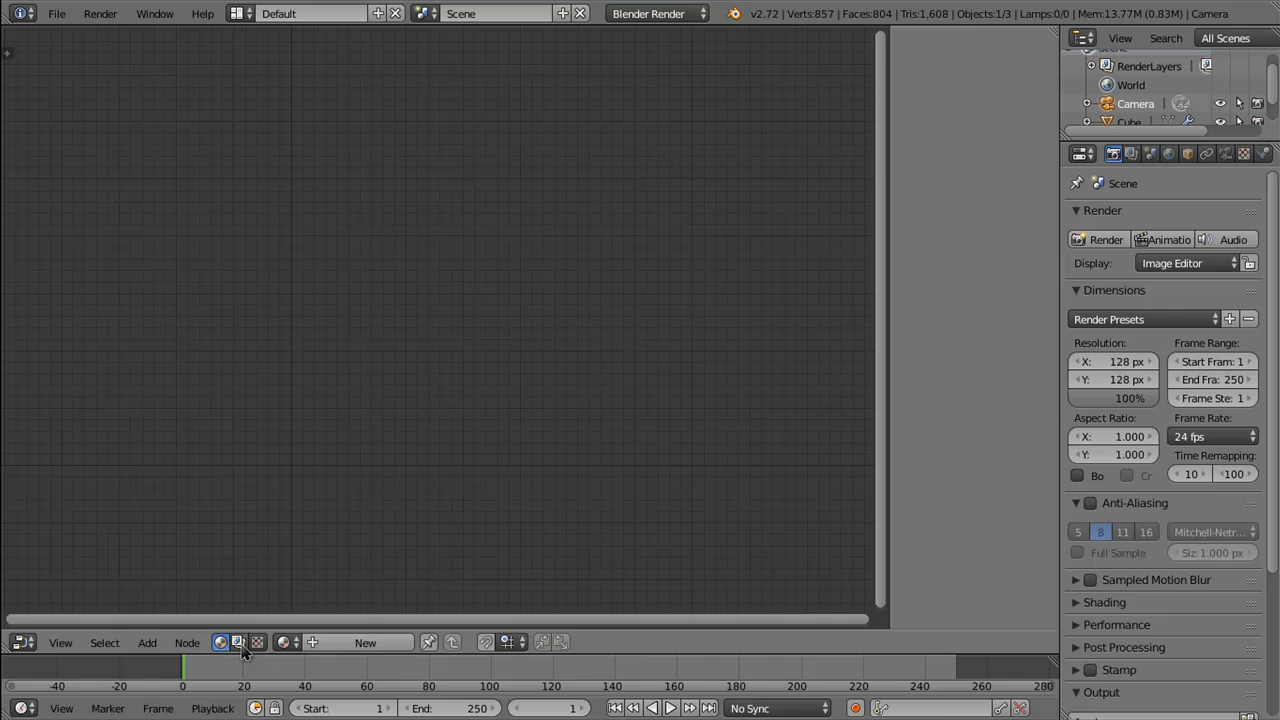 File Render Window Help Default Scene Blender Render v2.72 | Verts:857 | Faces:804 | Tris:1,608 | Objects:1/3 | Lamps:0/0 | Mem:13.77M (0.83M) | Camera
View Search All Scenes
RenderLayers
World
Camera
Cube
Scene
Render
Render Animatio Audio
Display: Image Editor
Dimensions
Render Presets
Resolution: Frame Range:
X: 128 px Start Fram: 1
Y: 128 px End Fra: 250
100% Frame Ste: 1
Aspect Ratio: Frame Rate:
X: 1.000 24 fps
Y: 1.000 Time Remapping:
Bo Cr 10 100
Anti-Aliasing
5 8 11 16 Mitchell-Netr...
Full Sample Siz: 1.000 px
Sampled Motion Blur
Shading
Performance
Post Processing
Stamp
Output
View Select Add Node New
-40 -20 0 20 40 60 80 100 120 140 160 180 200 220 240 260 280
View Marker Frame Playback Start: 1 End: 250 1 No Sync